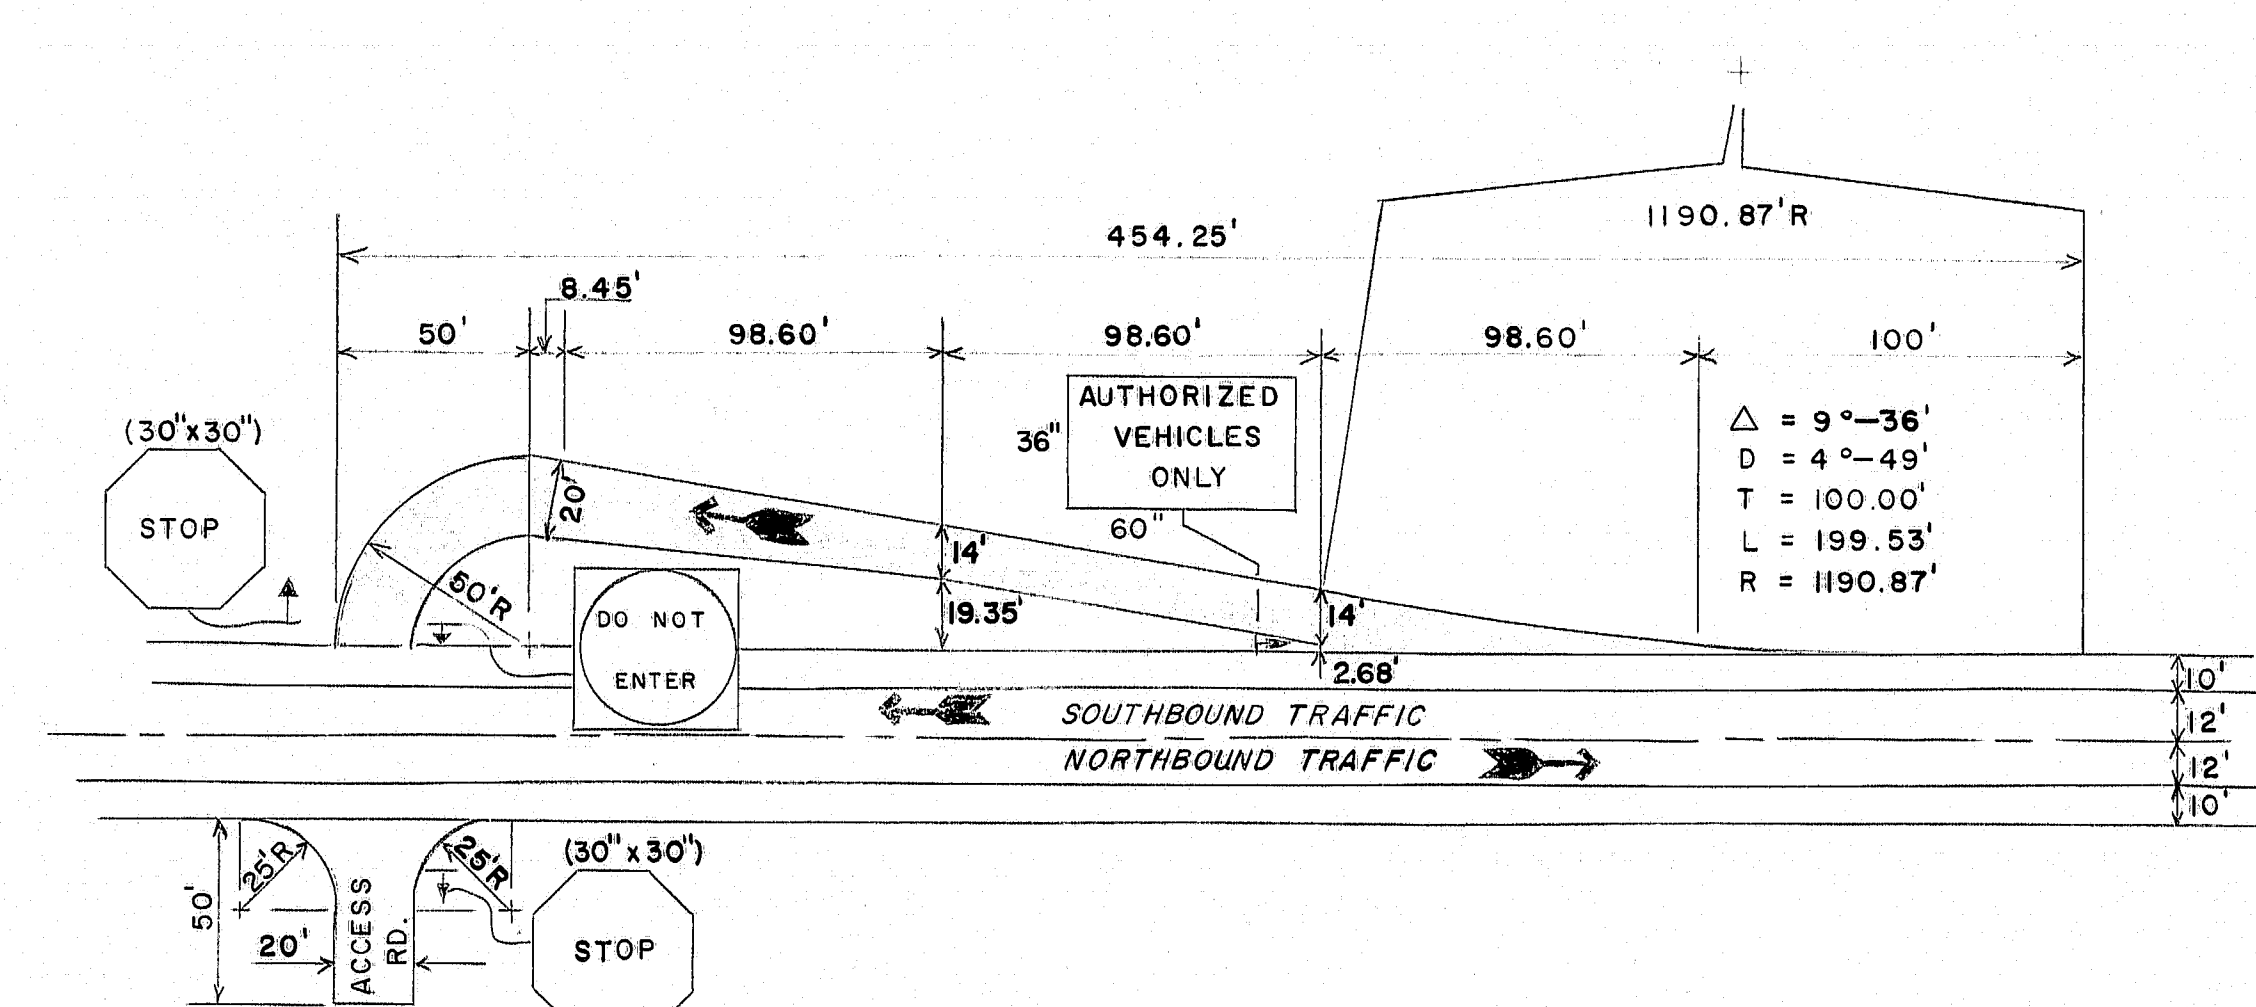 1190.87'R
454.25'
8.45'
50'
98.60'
98.60'
98.60'
100'
(30"x30")
STOP
36"
AUTHORIZED
VEHICLES
ONLY
60"
△ = 9°-36'
D = 4°-49'
T = 100.00'
L = 199.53'
R = 1190.87'
20'
50'R
14'
19.35'
14'
2.68'
DO NOT
ENTER
SOUTHBOUND TRAFFIC
NORTHBOUND TRAFFIC
10'
12'
12'
10'
50'
25'R
25'R
20'
ACCESS
RD.
(30"x30")
STOP